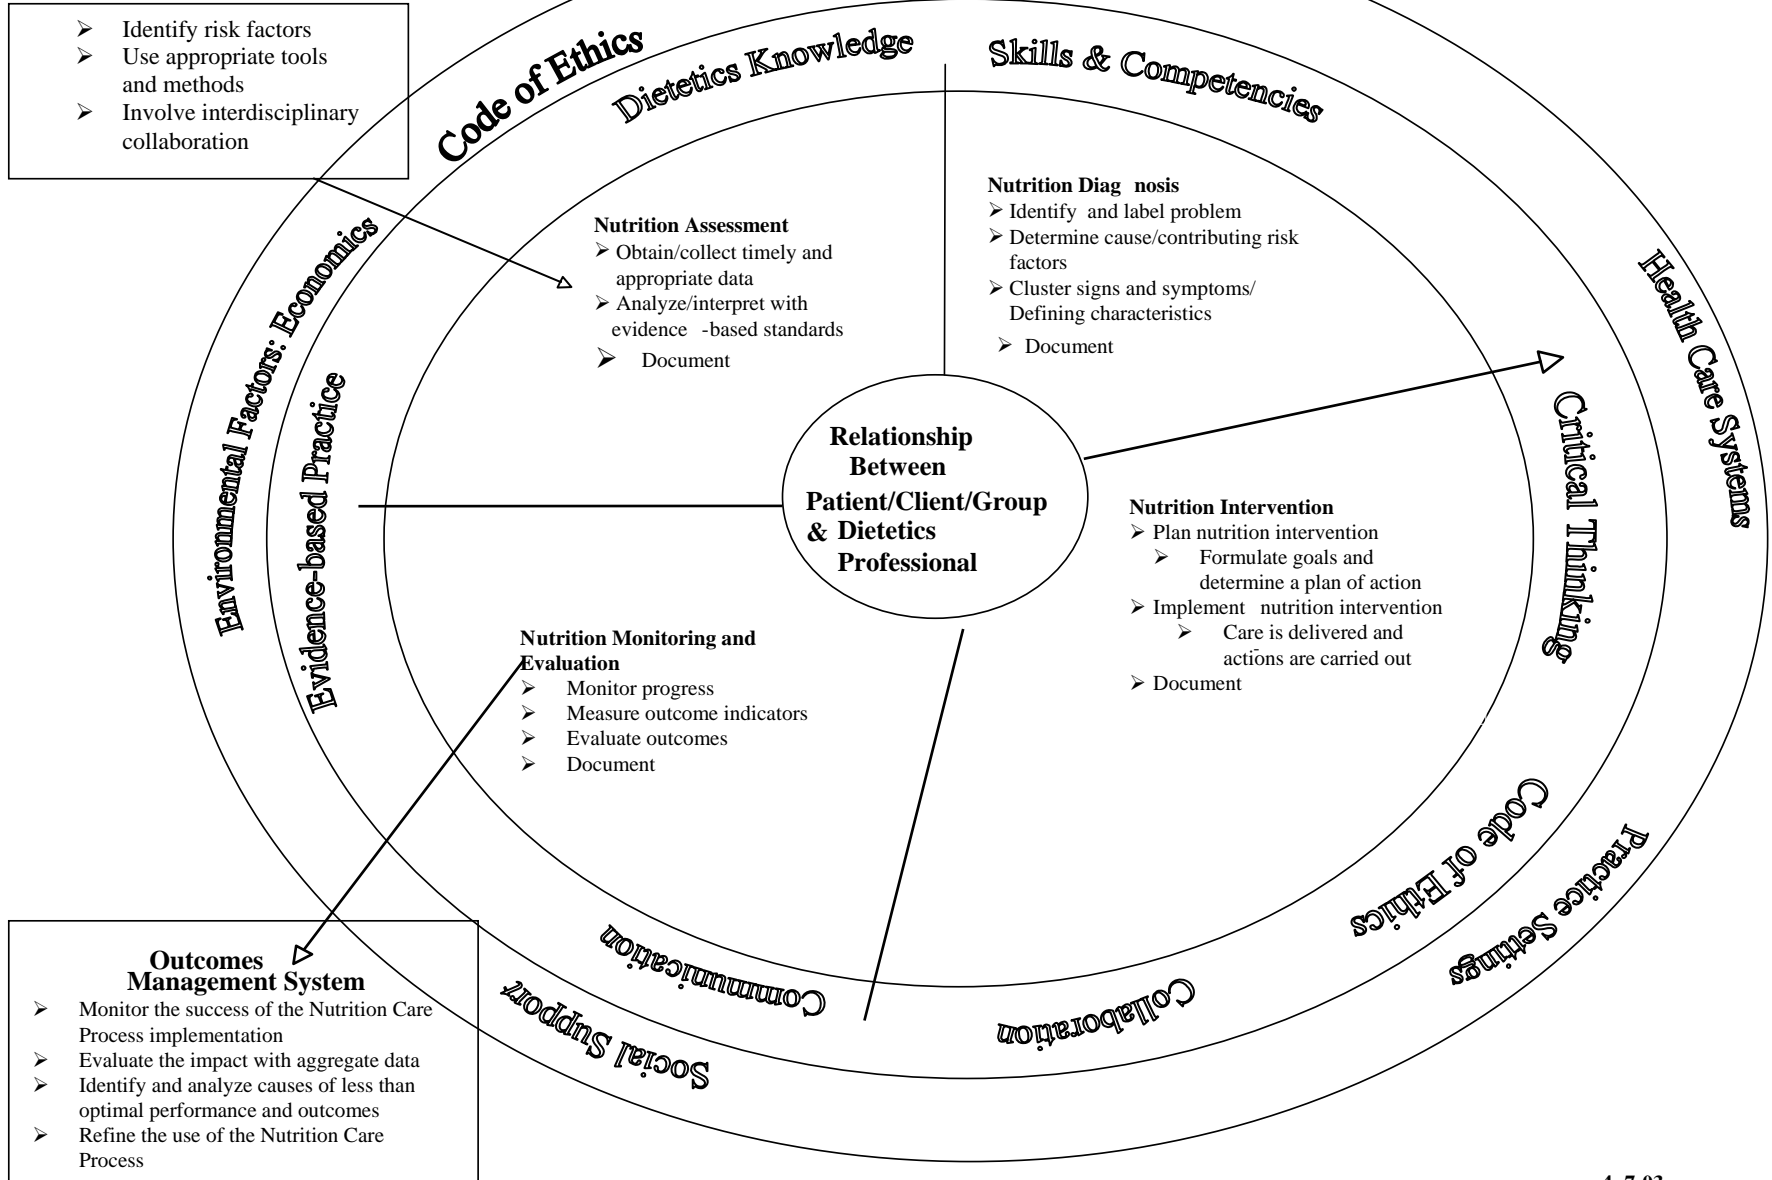 ➢ Identify risk factors
➢ Use appropriate tools
and methods
➢ Involve interdisciplinary
collaboration
Code of Ethics
Dietetics Knowledge
Skills & Competencies
Environmental Factors: Economics
Evidence-based Practice
Health Care Systems
Critical Thinking
Nutrition Assessment
➢ Obtain/collect timely and
appropriate data
➢ Analyze/interpret with
evidence -based standards
➢ Document
Nutrition Diag nosis
➢ Identify and label problem
➢ Determine cause/contributing risk
factors
➢ Cluster signs and symptoms/
Defining characteristics
➢ Document
Relationship
Between
Patient/Client/Group
& Dietetics
Professional
Nutrition Intervention
➢ Plan nutrition intervention
➢ Formulate goals and
determine a plan of action
➢ Implement nutrition intervention
➢ Care is delivered and
actions are carried out
➢ Document
Nutrition Monitoring and
Evaluation
➢ Monitor progress
➢ Measure outcome indicators
➢ Evaluate outcomes
➢ Document
Code of Ethics
Practice Settings
Communication
Collaboration
Social Support
Outcomes
Management System
➢ Monitor the success of the Nutrition Care
Process implementation
➢ Evaluate the impact with aggregate data
➢ Identify and analyze causes of less than
optimal performance and outcomes
➢ Refine the use of the Nutrition Care
Process